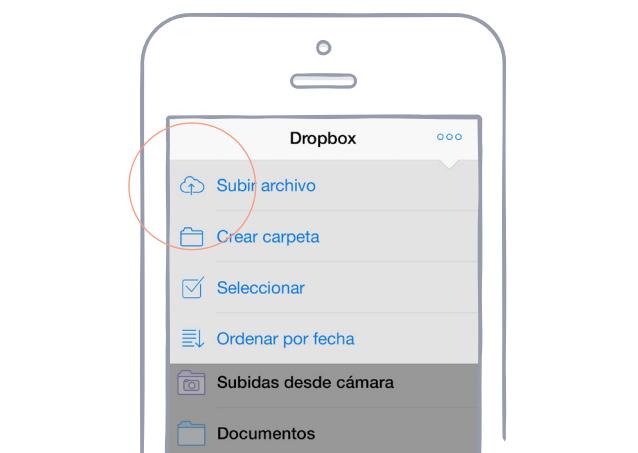 Dropbox
Subir archivo
Crear carpeta
Seleccionar
Ordenar por fecha
Subidas desde cámara
Documentos